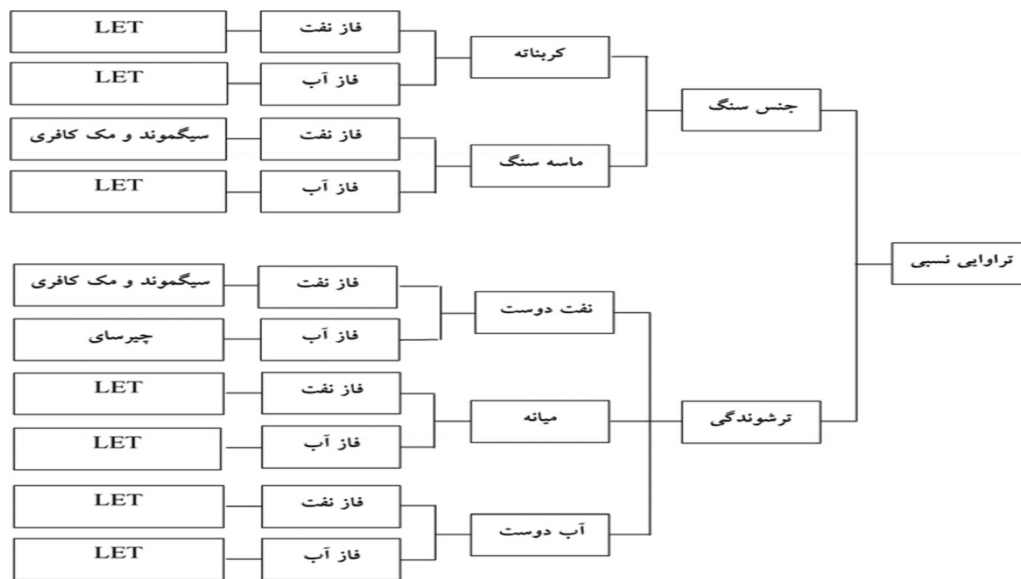 تراوایی نسبی
جنس سنگ
کربناته
فاز نفت
LET
فاز آب
LET
ماسه سنگ
فاز نفت
سیگموند و مک کافری
فاز آب
LET
ترشوندگی
نفت دوست
فاز نفت
سیگموند و مک کافری
فاز آب
چیرسای
میانه
فاز نفت
LET
فاز آب
LET
آب دوست
فاز نفت
LET
فاز آب
LET